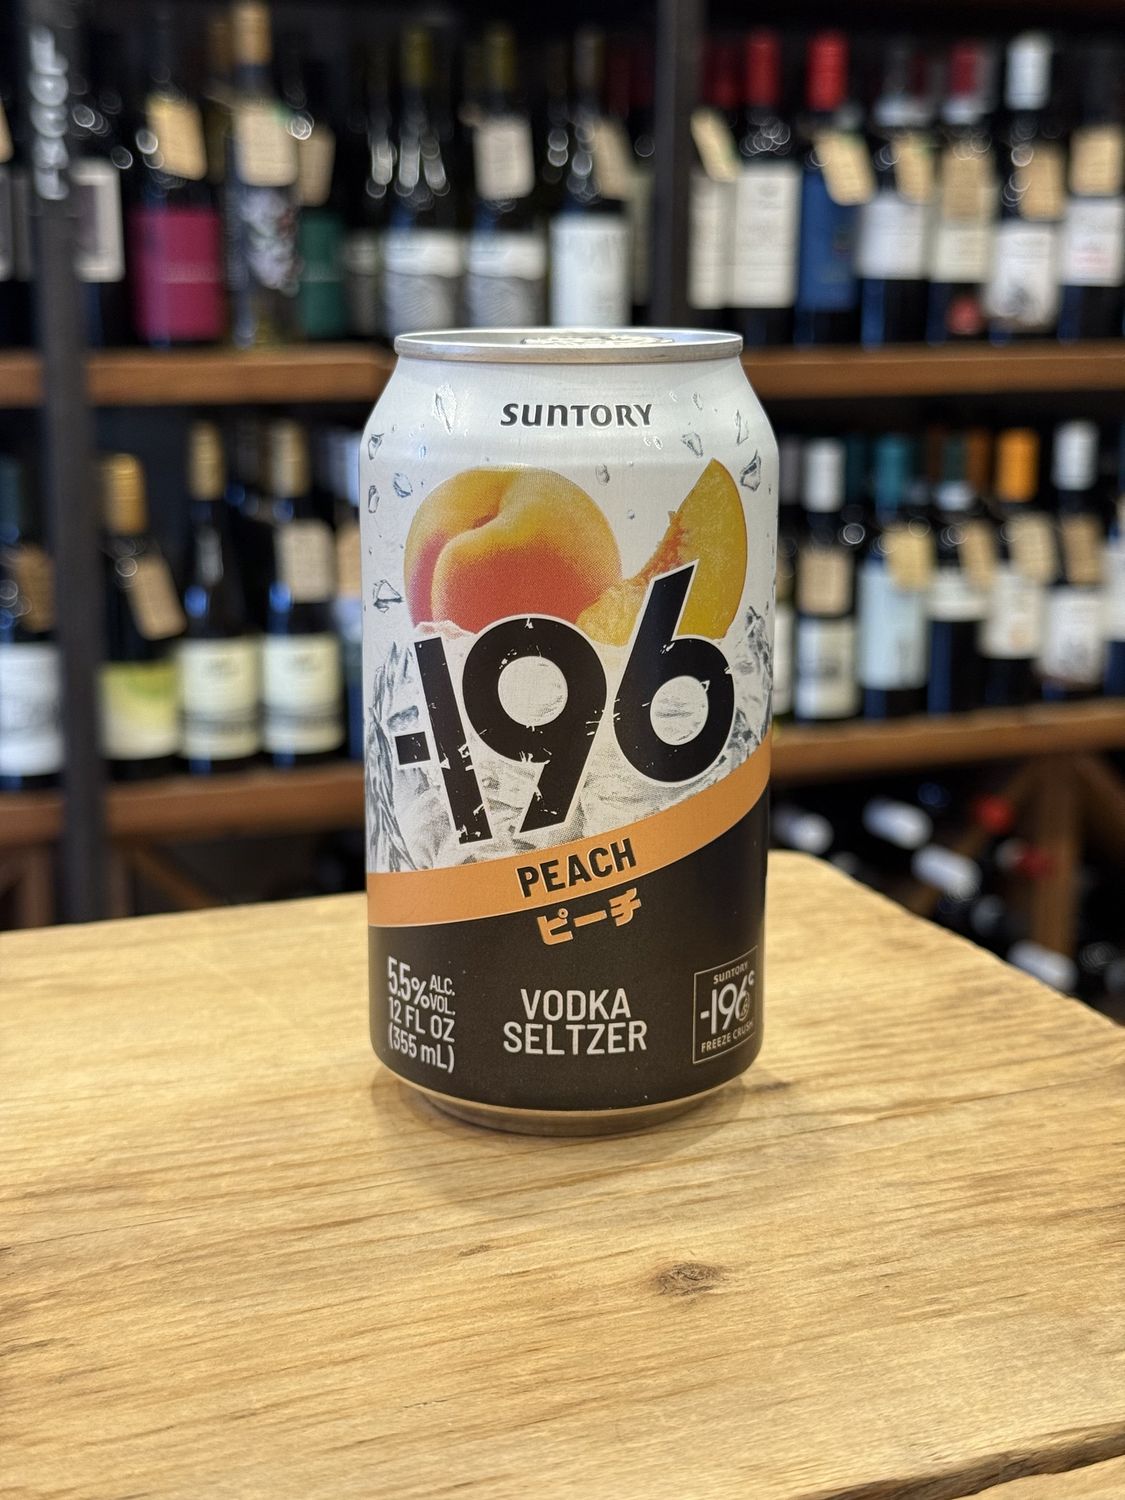 SUNTORY
-196
PEACH
ピーチ
5.5% ALC. VOL.
12 FL OZ
(355 mL)
VODKA
SELTZER
SUNTORY
-196°C
FREEZE CRUSH